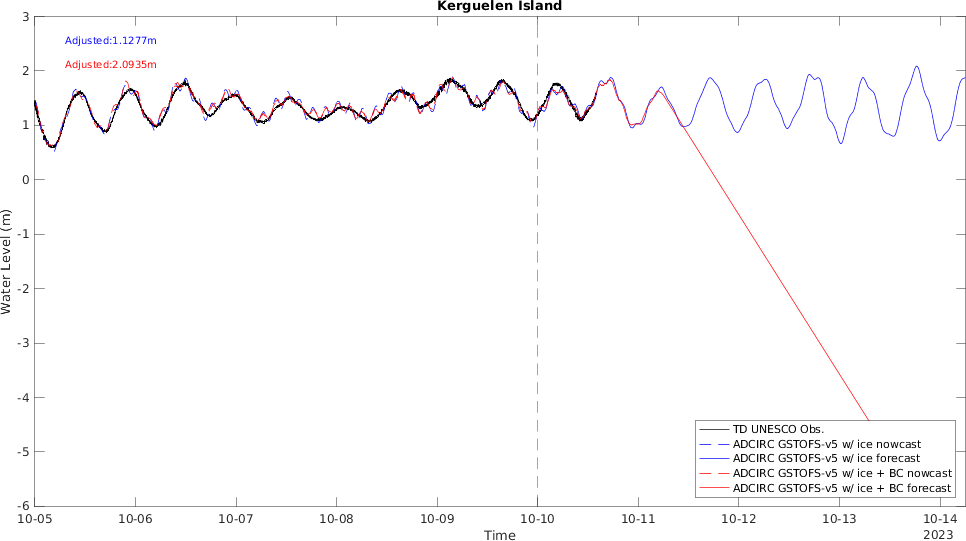 Kerguelen Island
Adjusted:1.1277m
Adjusted:2.0935m
3
2
1
0
-1
-2
-3
-4
-5
-6
Water Level (m)
TD UNESCO Obs.
ADCIRC GSTOFS-v5 w/ ice nowcast
ADCIRC GSTOFS-v5 w/ ice forecast
ADCIRC GSTOFS-v5 w/ ice + BC nowcast
ADCIRC GSTOFS-v5 w/ ice + BC forecast
10-05 10-06 10-07 10-08 10-09 10-10 10-11 10-12 10-13 10-14
2023
Time